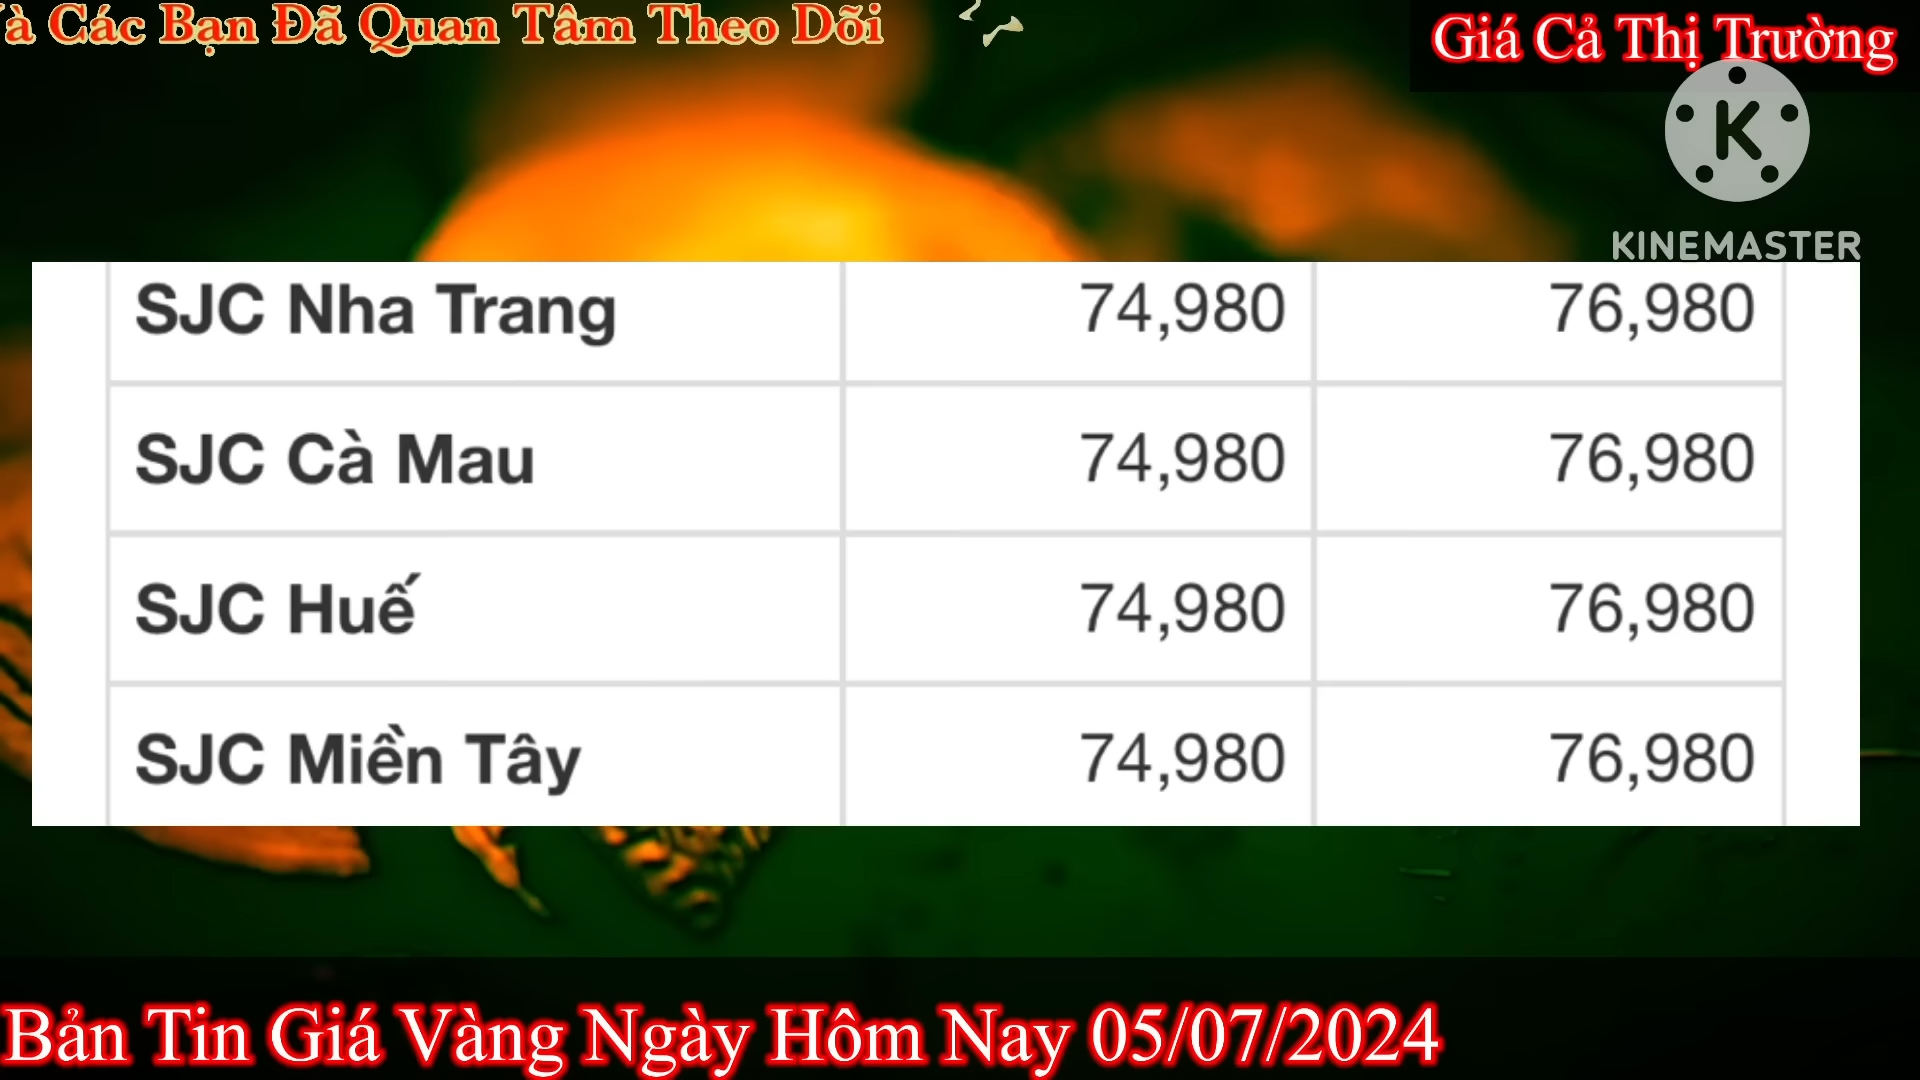 à Các Bạn Đã Quan Tâm Theo Dõi
Giá Cả Thị Trường
K
KINEMASTER
SJC Nha Trang 74,980 76,980
SJC Cà Mau 74,980 76,980
SJC Huế 74,980 76,980
SJC Miền Tây 74,980 76,980
Bản Tin Giá Vàng Ngày Hôm Nay 05/07/2024